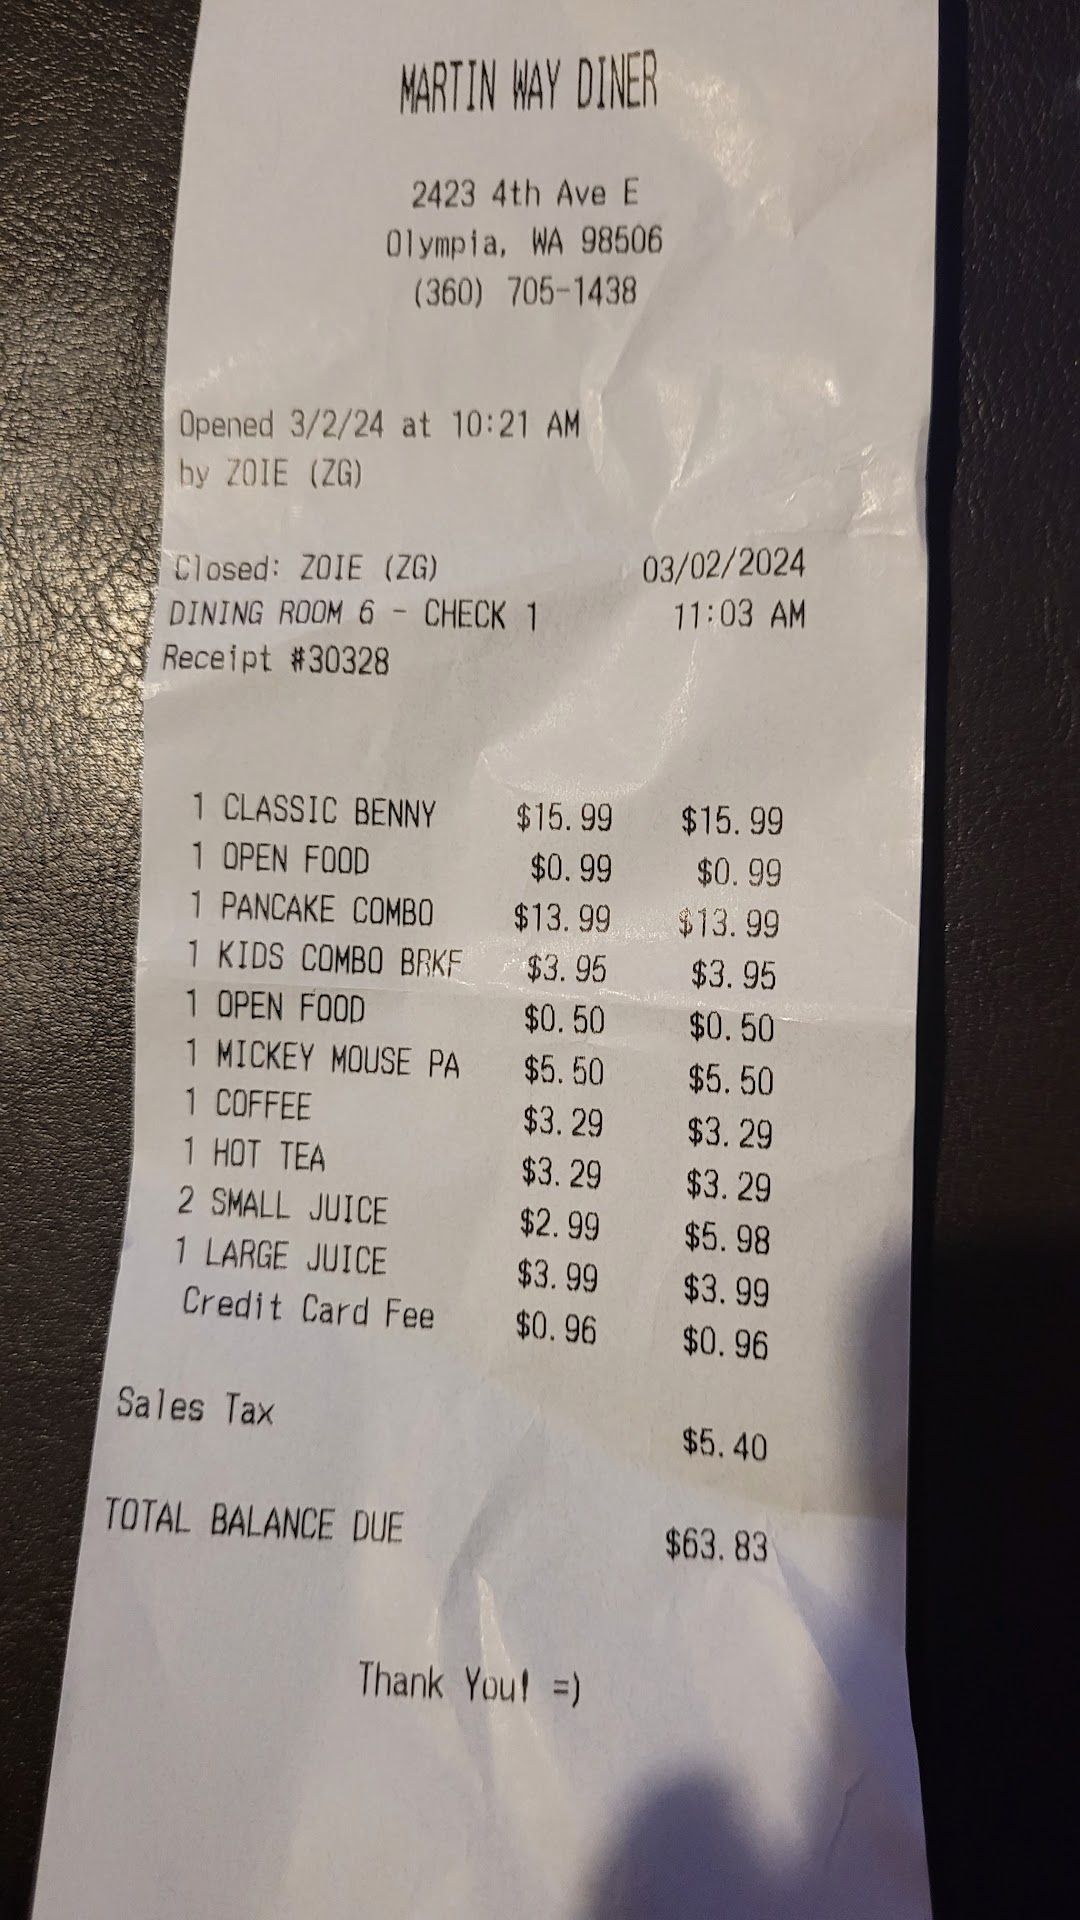 MARTIN WAY DINER
2423 4th Ave E
Olympia, WA 98506
(360) 705-1438
Opened 3/2/24 at 10:21 AM
by ZOIE (ZG)
Closed: ZOIE (ZG) 03/02/2024
DINING ROOM 6 - CHECK 1 11:03 AM
Receipt #30328
1 CLASSIC BENNY $15.99 $15.99
1 OPEN FOOD $0.99 $0.99
1 PANCAKE COMBO $13.99 $13.99
1 KIDS COMBO BRKF $3.95 $3.95
1 OPEN FOOD $0.50 $0.50
1 MICKEY MOUSE PA $5.50 $5.50
1 COFFEE $3.29 $3.29
1 HOT TEA $3.29 $3.29
2 SMALL JUICE $2.99 $5.98
1 LARGE JUICE $3.99 $3.99
Credit Card Fee $0.96 $0.96
Sales Tax $5.40
TOTAL BALANCE DUE $63.83
Thank You! =)